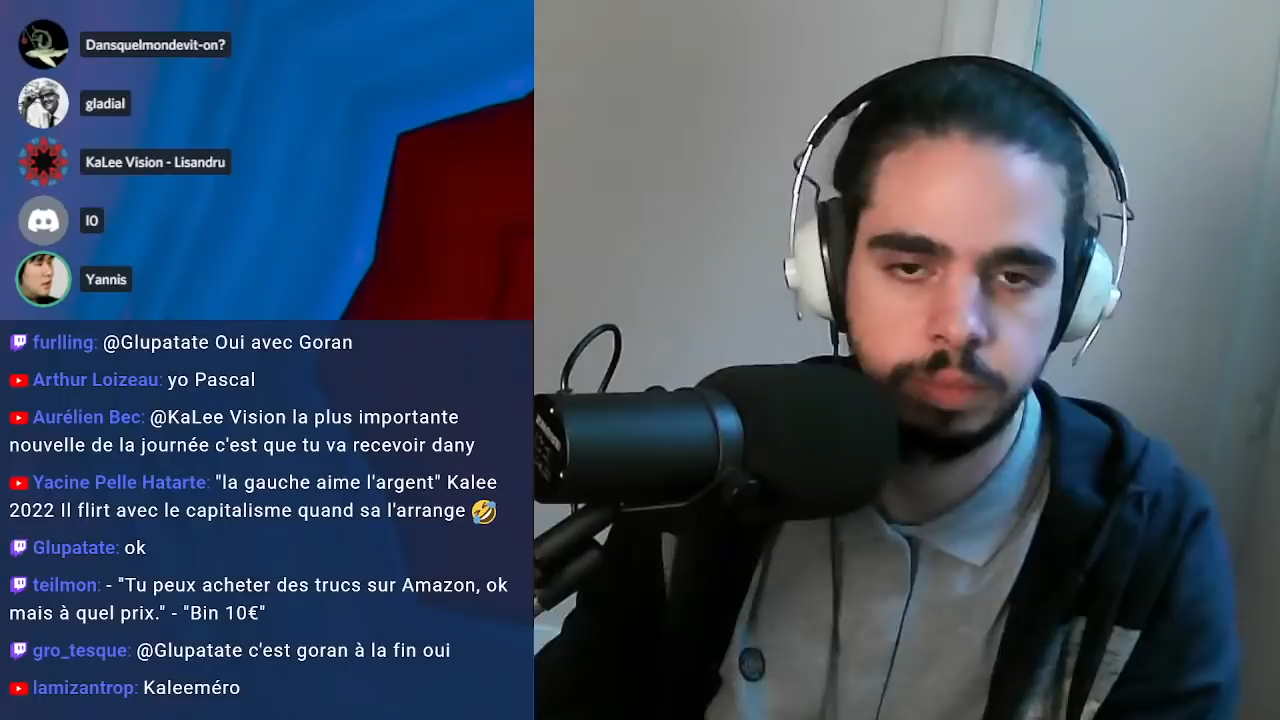 Dansquelmondevit-on?
gladial
KaLee Vision - Lisandru
IO
Yannis
furlling: @Glupatate Oui avec Goran
Arthur Loizeau: yo Pascal
Aurélien Bec: @KaLee Vision la plus importante
nouvelle de la journée c'est que tu va recevoir dany
Yacine Pelle Hatarte: "la gauche aime l'argent" Kalee
2022 Il flirt avec le capitalisme quand sa l'arrange 🤣
Glupatate: ok
teilmon: - "Tu peux acheter des trucs sur Amazon, ok
mais à quel prix." - "Bin 10€"
gro_tesque: @Glupatate c'est goran à la fin oui
lamizantrop: Kaleeméro